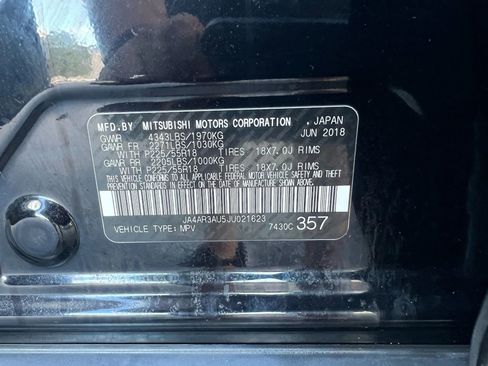 MFD.BY MITSUBISHI MOTORS CORPORATION , JAPAN
GVWR 4343LBS/1970KG JUN 2018
GAWR FR 2271LBS/1030KG
WITH P225/55R18 TIRES 18X7.0J RIMS
GAWR RR 2205LBS/1000KG
WITH P225/55R18 TIRES 18X7.0J RIMS
THIS VEHICLE CONFORMS TO ALL APPLICABLE FEDERAL MOTOR VEHICLE SAFETY AND THEFT
PREVENTION STANDARDS IN EFFECT ON THE DATE OF MANUFACTURE SHOWN ABOVE.
JA4AR3AU5JU021623
VEHICLE TYPE: MPV 7430C 357